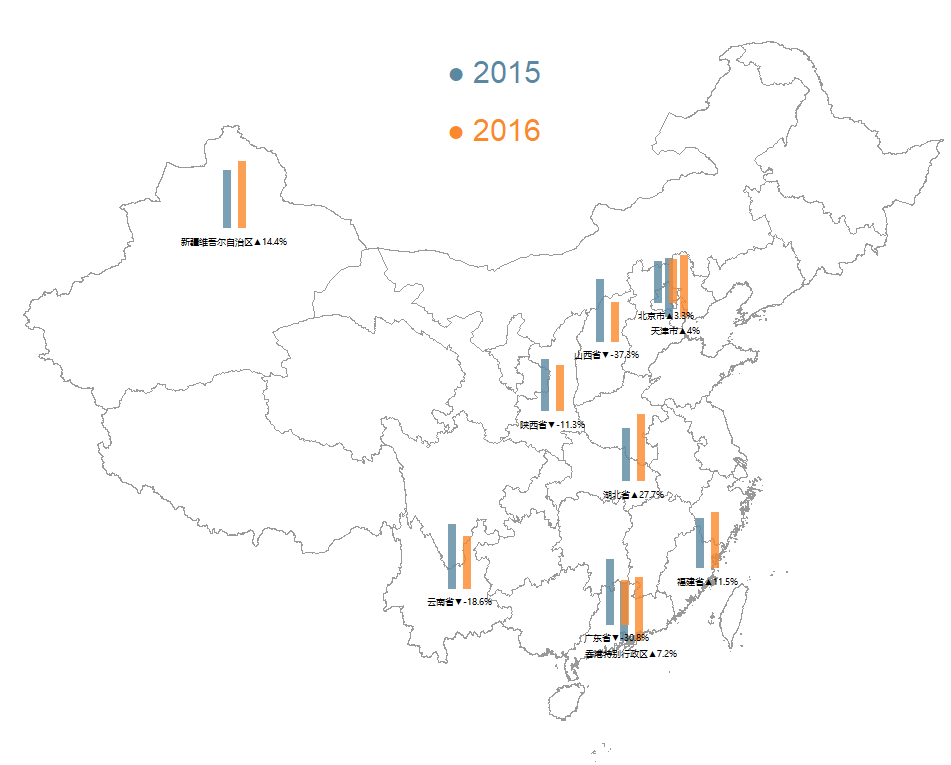 ● 2015
● 2016
新疆维吾尔自治区▲14.4%
北京市▲3.3%
天津市▲4%
山西省▼-37.3%
陕西省▼-11.3%
湖北省▲27.7%
福建省▲11.5%
云南省▼-18.6%
广东省▼-30.8%
香港特别行政区▲7.2%